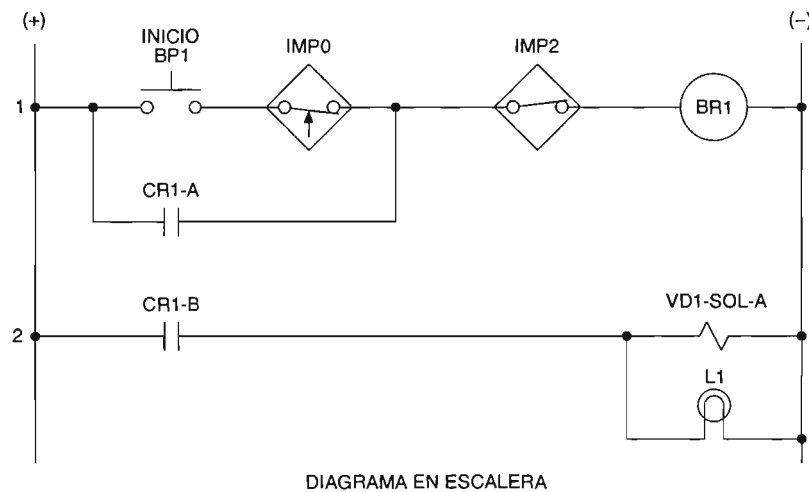 (+)
(–)
INICIO
BP1
IMP0
IMP2
1
BR1
CR1-A
CR1-B
VD1-SOL-A
2
L1
DIAGRAMA EN ESCALERA